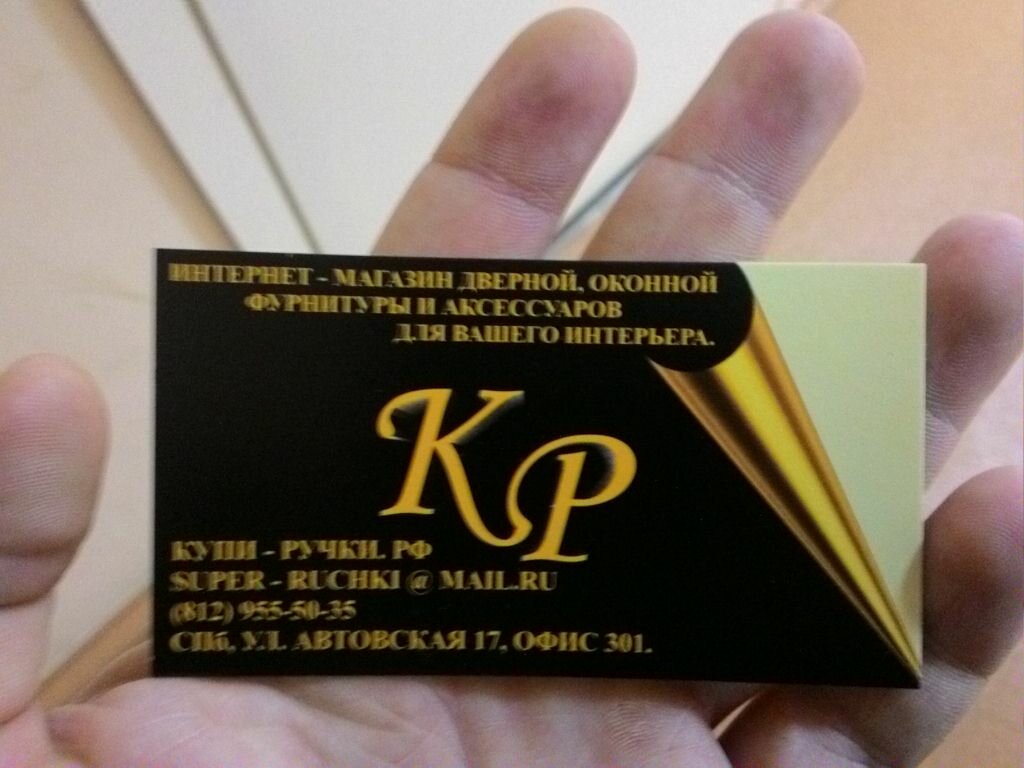 ИНТЕРНЕТ - МАГАЗИН ДВЕРНОЙ, ОКОННОЙ
ФУРНИТУРЫ И АКСЕССУАРОВ
ДЛЯ ВАШЕГО ИНТЕРЬЕРА.
КР
КУПИ - РУЧКИ. РФ
SUPER - RUCHKI @ MAIL.RU
(812) 955-50-35
СПб, УЛ. АВТОВСКАЯ 17, ОФИС 301.